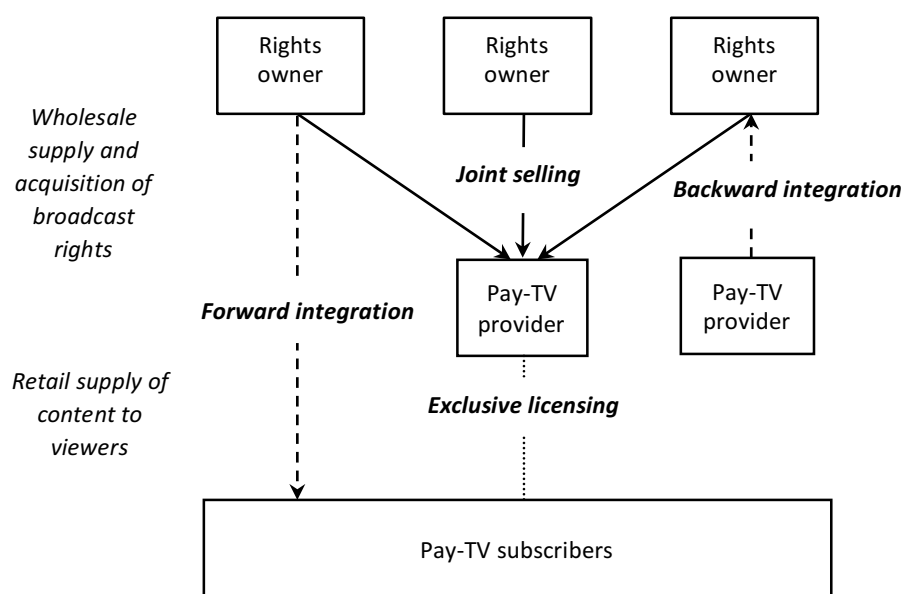 Rights
owner
Rights
owner
Rights
owner
Wholesale
supply and
acquisition of
broadcast
rights
Joint selling
Backward integration
Pay-TV
provider
Pay-TV
provider
Forward integration
Retail supply of
content to
viewers
Exclusive licensing
Pay-TV subscribers